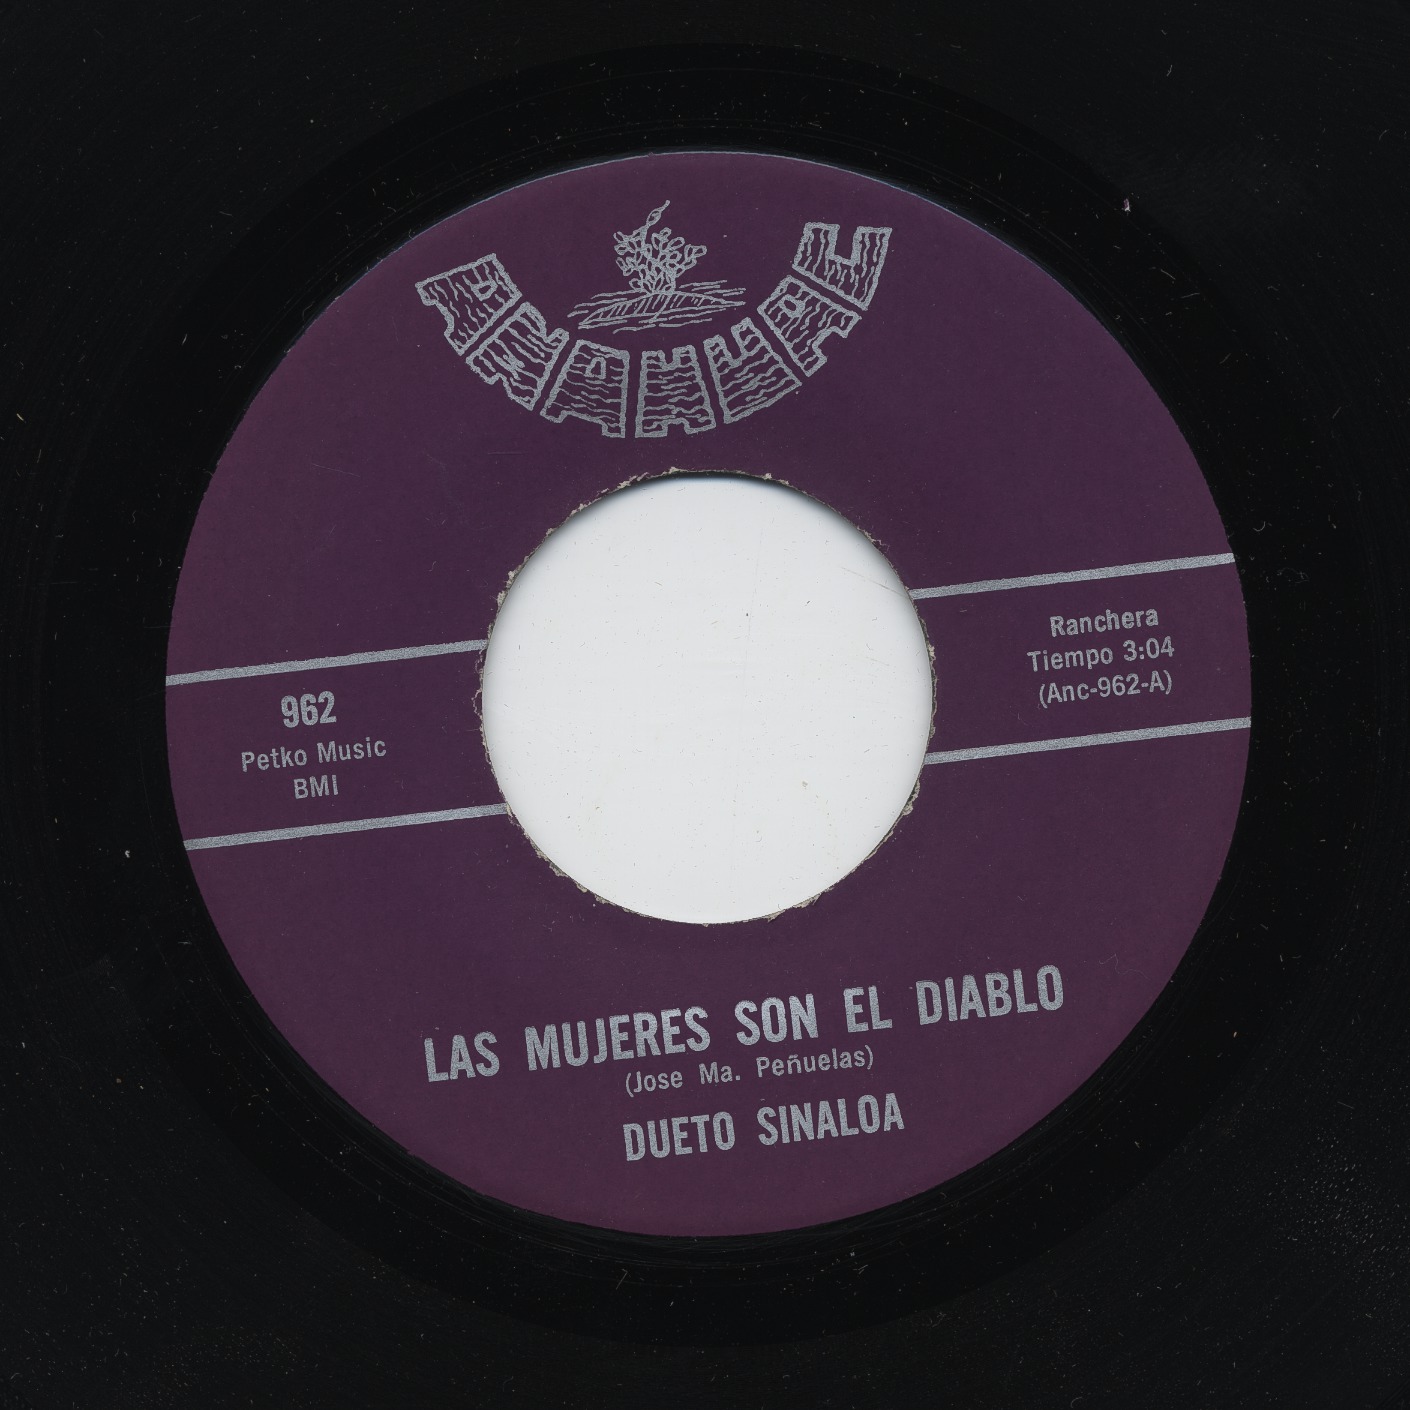 ANAHUAC
962
Petko Music
BMI
Ranchera
Tiempo 3:04
(Anc-962-A)
LAS MUJERES SON EL DIABLO
(Jose Ma. Peñuelas)
DUETO SINALOA